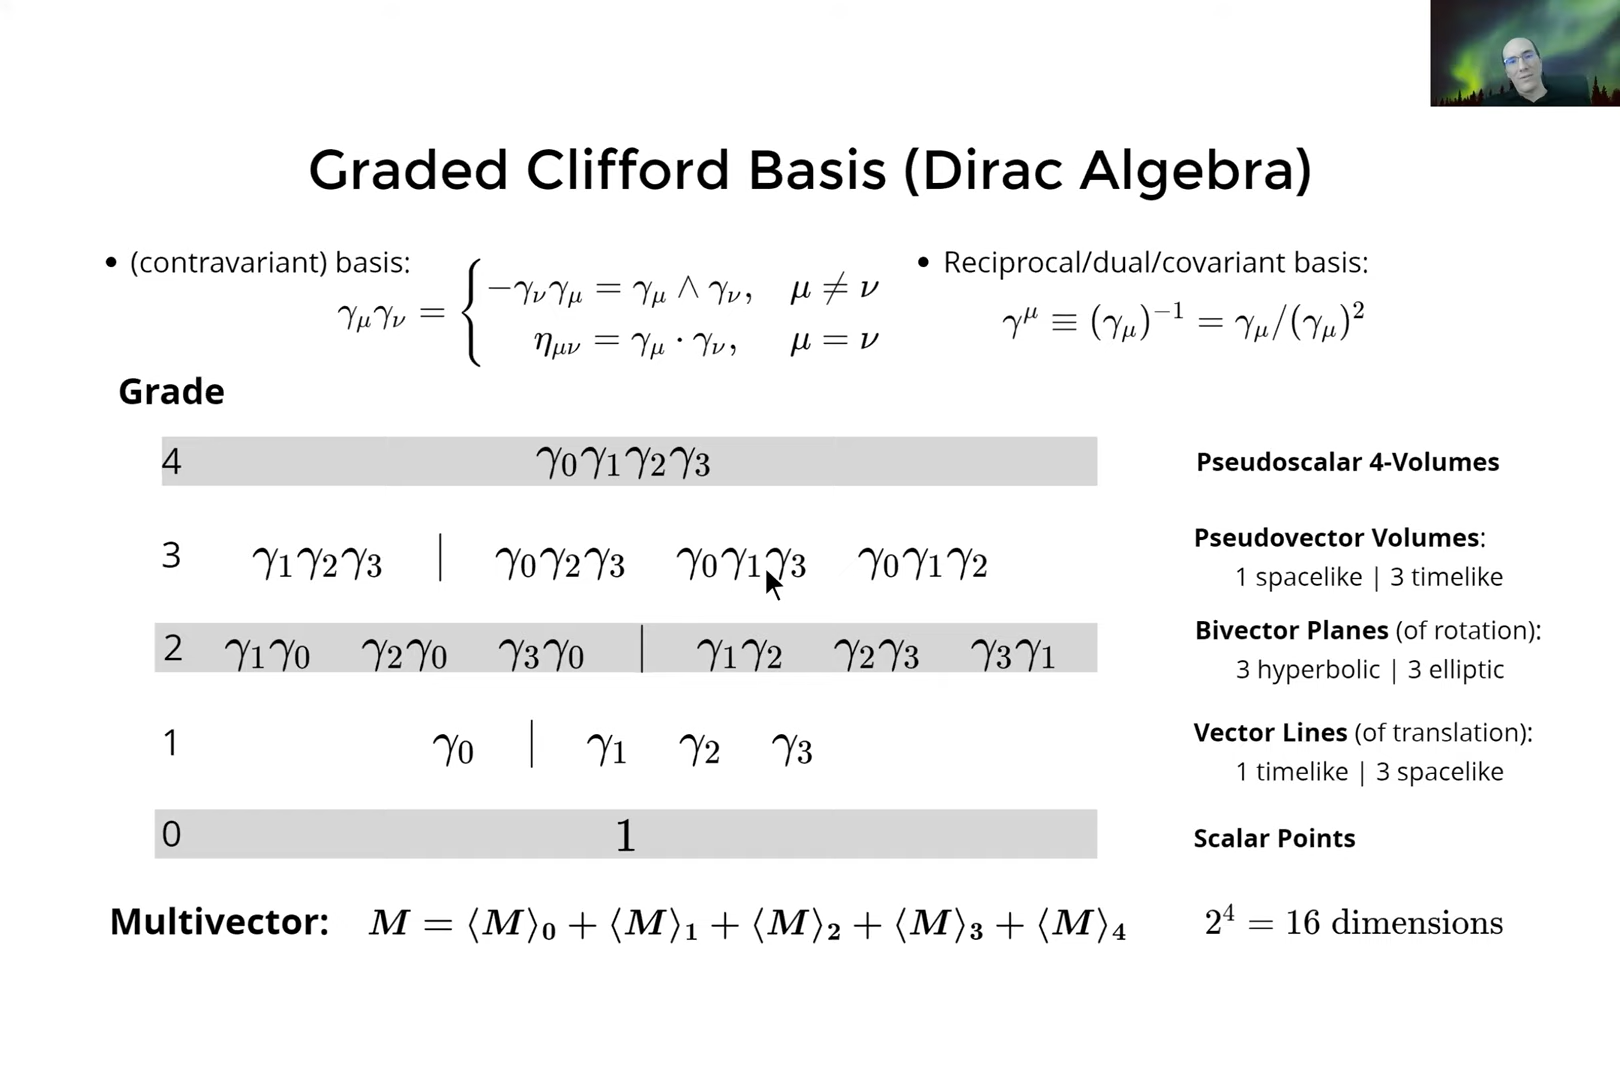 Graded Clifford Basis (Dirac Algebra)
• (contravariant) basis:
γ_μγ_ν = { −γ_νγ_μ = γ_μ ∧ γ_ν, μ ≠ ν
η_μν = γ_μ · γ_ν, μ = ν
• Reciprocal/dual/covariant basis:
γ^μ ≡ (γ_μ)^−1 = γ_μ/(γ_μ)^2
Grade
4 γ0γ1γ2γ3 Pseudoscalar 4-Volumes
3 γ1γ2γ3 | γ0γ2γ3 γ0γ1γ3 γ0γ1γ2 Pseudovector Volumes:
1 spacelike | 3 timelike
2 γ1γ0 γ2γ0 γ3γ0 | γ1γ2 γ2γ3 γ3γ1 Bivector Planes (of rotation):
3 hyperbolic | 3 elliptic
1 γ0 | γ1 γ2 γ3 Vector Lines (of translation):
1 timelike | 3 spacelike
0 1 Scalar Points
Multivector: M = ⟨M⟩0 + ⟨M⟩1 + ⟨M⟩2 + ⟨M⟩3 + ⟨M⟩4 2^4 = 16 dimensions